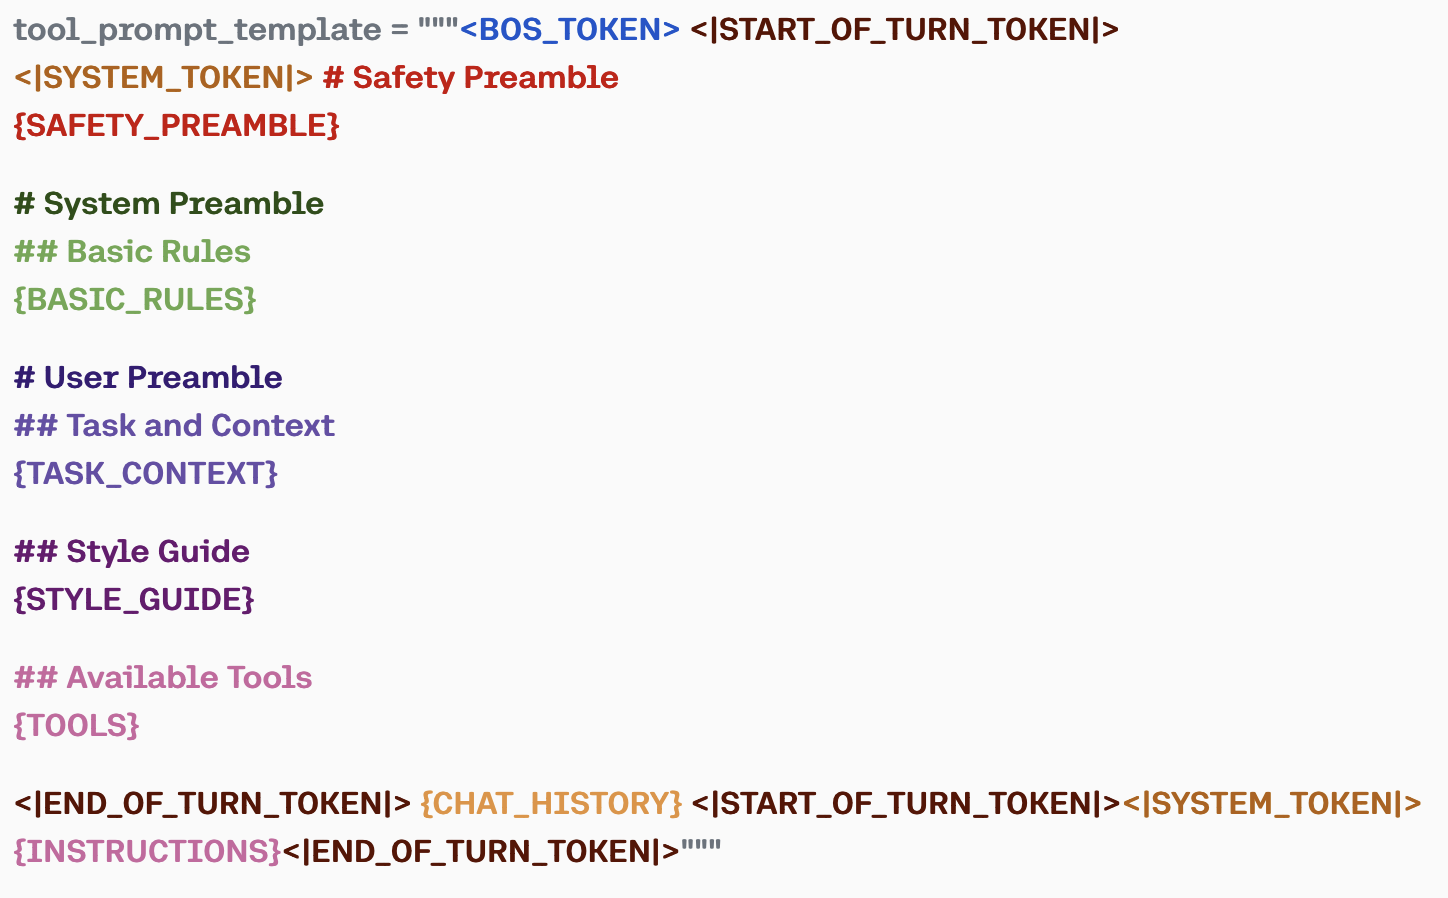 tool_prompt_template = """<BOS_TOKEN> <|START_OF_TURN_TOKEN|>
<|SYSTEM_TOKEN|> # Safety Preamble
{SAFETY_PREAMBLE}
# System Preamble
## Basic Rules
{BASIC_RULES}
# User Preamble
## Task and Context
{TASK_CONTEXT}
## Style Guide
{STYLE_GUIDE}
## Available Tools
{TOOLS}
<|END_OF_TURN_TOKEN|> {CHAT_HISTORY} <|START_OF_TURN_TOKEN|><|SYSTEM_TOKEN|>
{INSTRUCTIONS}<|END_OF_TURN_TOKEN|>"""